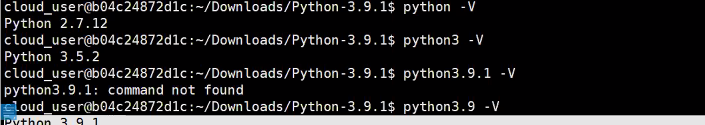 cloud_user@b04c24872d1c:~/Downloads/Python-3.9.1$ python -V
Python 2.7.12
cloud_user@b04c24872d1c:~/Downloads/Python-3.9.1$ python3 -V
Python 3.5.2
cloud_user@b04c24872d1c:~/Downloads/Python-3.9.1$ python3.9.1 -V
python3.9.1: command not found
cloud_user@b04c24872d1c:~/Downloads/Python-3.9.1$ python3.9 -V
Python 3.9.1